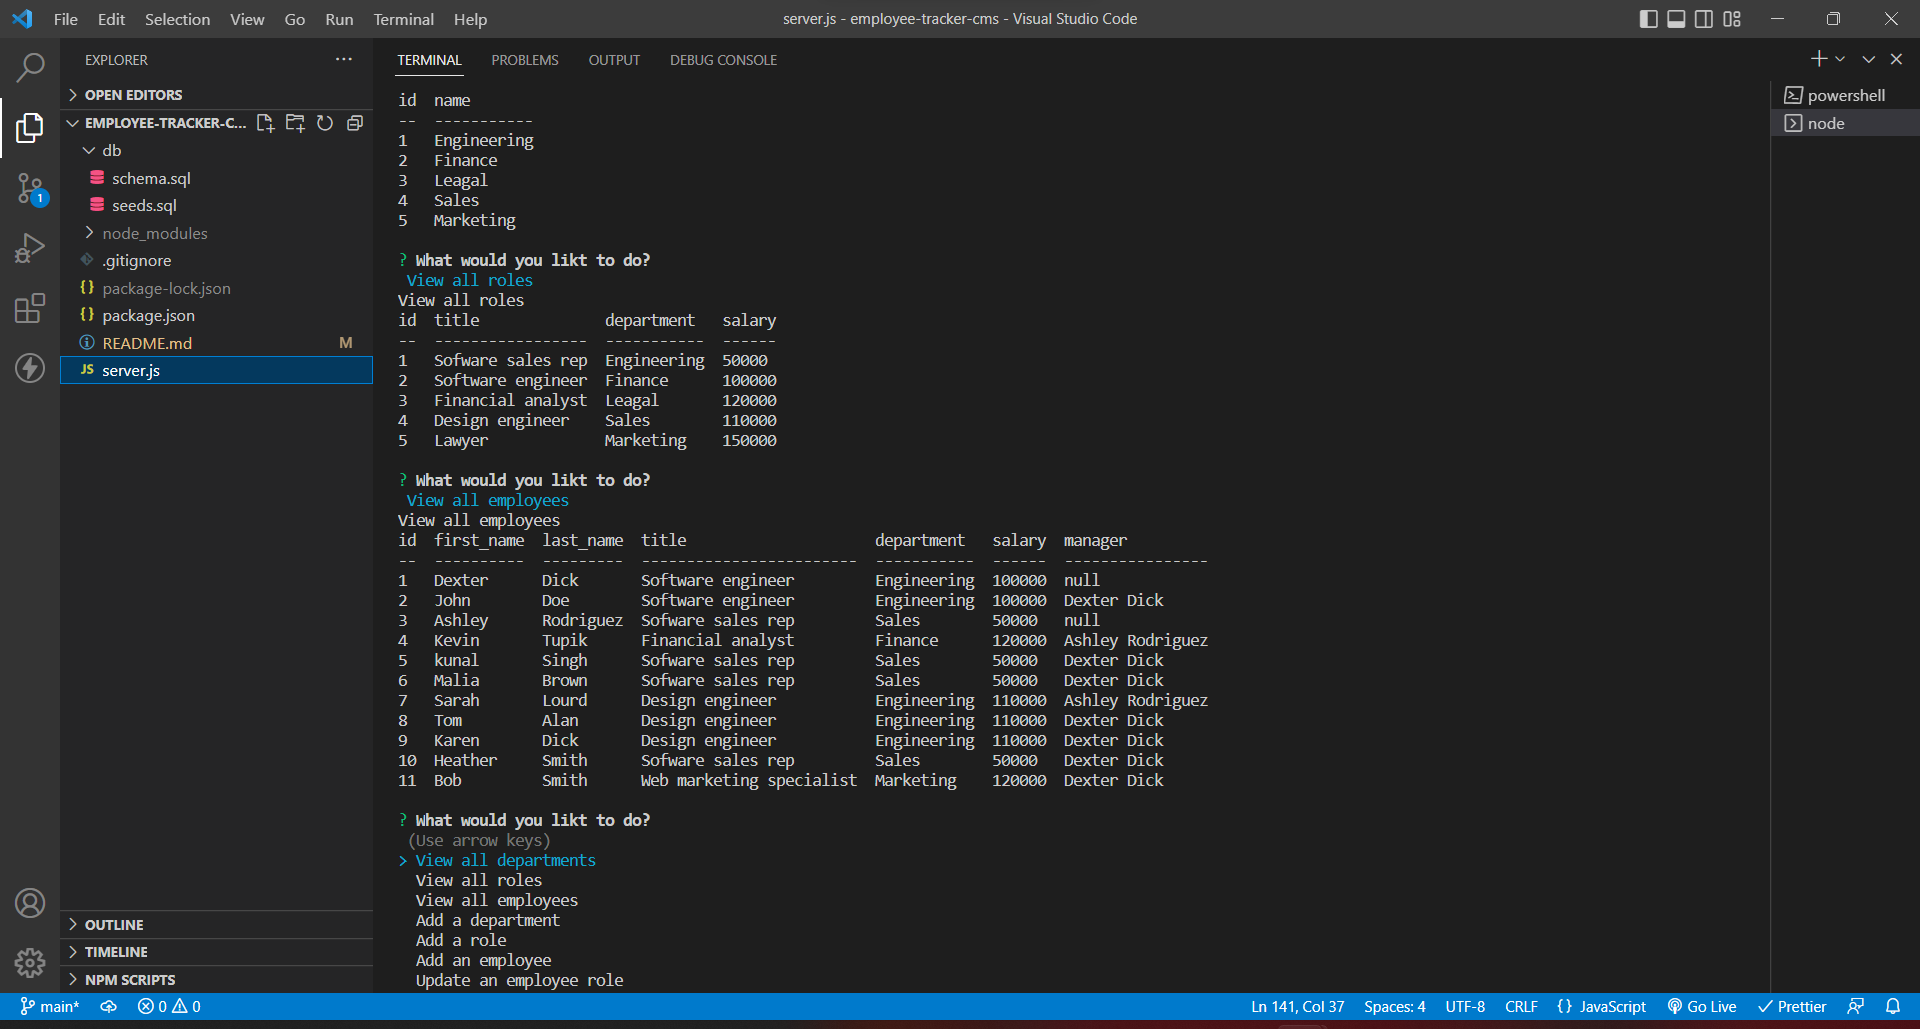 File Edit Selection View Go Run Terminal Help
server.js - employee-tracker-cms - Visual Studio Code
EXPLORER
OPEN EDITORS
EMPLOYEE-TRACKER-C...
db
schema.sql
seeds.sql
node_modules
.gitignore
package-lock.json
package.json
README.md M
server.js
OUTLINE
TIMELINE
NPM SCRIPTS
1
TERMINAL PROBLEMS OUTPUT DEBUG CONSOLE
id name
-- -----------
1 Engineering
2 Finance
3 Leagal
4 Sales
5 Marketing
? What would you likt to do?
View all roles
View all roles
id title department salary
-- ----------------- ----------- ------
1 Sofware sales rep Engineering 50000
2 Software engineer Finance 100000
3 Financial analyst Leagal 120000
4 Design engineer Sales 110000
5 Lawyer Marketing 150000
? What would you likt to do?
View all employees
View all employees
id first_name last_name title department salary manager
-- ---------- --------- ------------------------ ----------- ------ ----------------
1 Dexter Dick Software engineer Engineering 100000 null
2 John Doe Software engineer Engineering 100000 Dexter Dick
3 Ashley Rodriguez Sofware sales rep Sales 50000 null
4 Kevin Tupik Financial analyst Finance 120000 Ashley Rodriguez
5 kunal Singh Sofware sales rep Sales 50000 Dexter Dick
6 Malia Brown Sofware sales rep Sales 50000 Dexter Dick
7 Sarah Lourd Design engineer Engineering 110000 Ashley Rodriguez
8 Tom Alan Design engineer Engineering 110000 Dexter Dick
9 Karen Dick Design engineer Engineering 110000 Dexter Dick
10 Heather Smith Sofware sales rep Sales 50000 Dexter Dick
11 Bob Smith Web marketing specialist Marketing 120000 Dexter Dick
? What would you likt to do?
(Use arrow keys)
> View all departments
View all roles
View all employees
Add a department
Add a role
Add an employee
Update an employee role
powershell
node
main* 0 0
Ln 141, Col 37 Spaces: 4 UTF-8 CRLF {} JavaScript Go Live Prettier